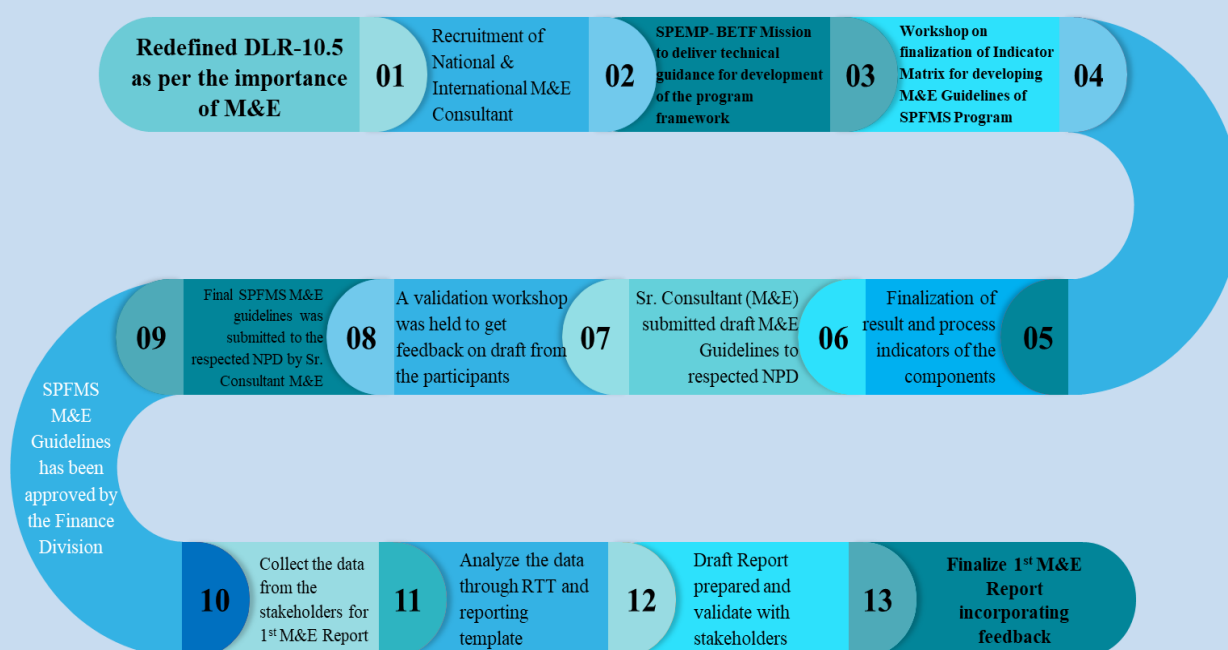 Redefined DLR-10.5
as per the importance
of M&E
01
Recruitment of
National &
International M&E
Consultant
02
SPEMP- BETF Mission
to deliver technical
guidance for development
of the program
framework
03
Workshop on
finalization of Indicator
Matrix for developing
M&E Guidelines of
SPFMS Program
04
05
Finalization of
result and process
indicators of the
components
06
Sr. Consultant (M&E)
submitted draft M&E
Guidelines to
respected NPD
07
A validation workshop
was held to get
feedback on draft from
the participants
08
Final SPFMS M&E
guidelines was
submitted to the
respected NPD by Sr.
Consultant M&E
09
SPFMS
M&E
Guidelines
has been
approved by
the Finance
Division
10
Collect the data
from the
stakeholders for
1st M&E Report
11
Analyze the data
through RTT and
reporting
template
12
Draft Report
prepared and
validate with
stakeholders
13
Finalize 1st M&E
Report
incorporating
feedback